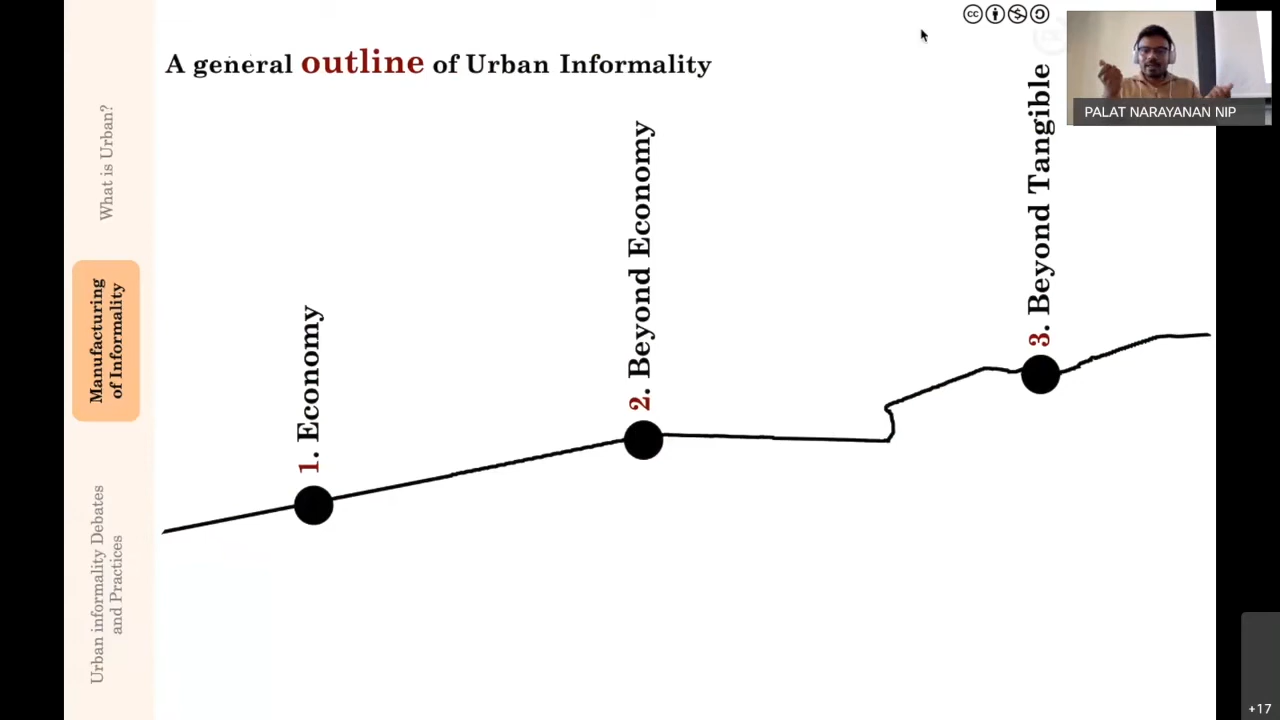 A general outline of Urban Informality
What is Urban?
Manufacturing
of Informality
Urban informality Debates
and Practices
1. Economy
2. Beyond Economy
3. Beyond Tangible
PALAT NARAYANAN NIP
+17